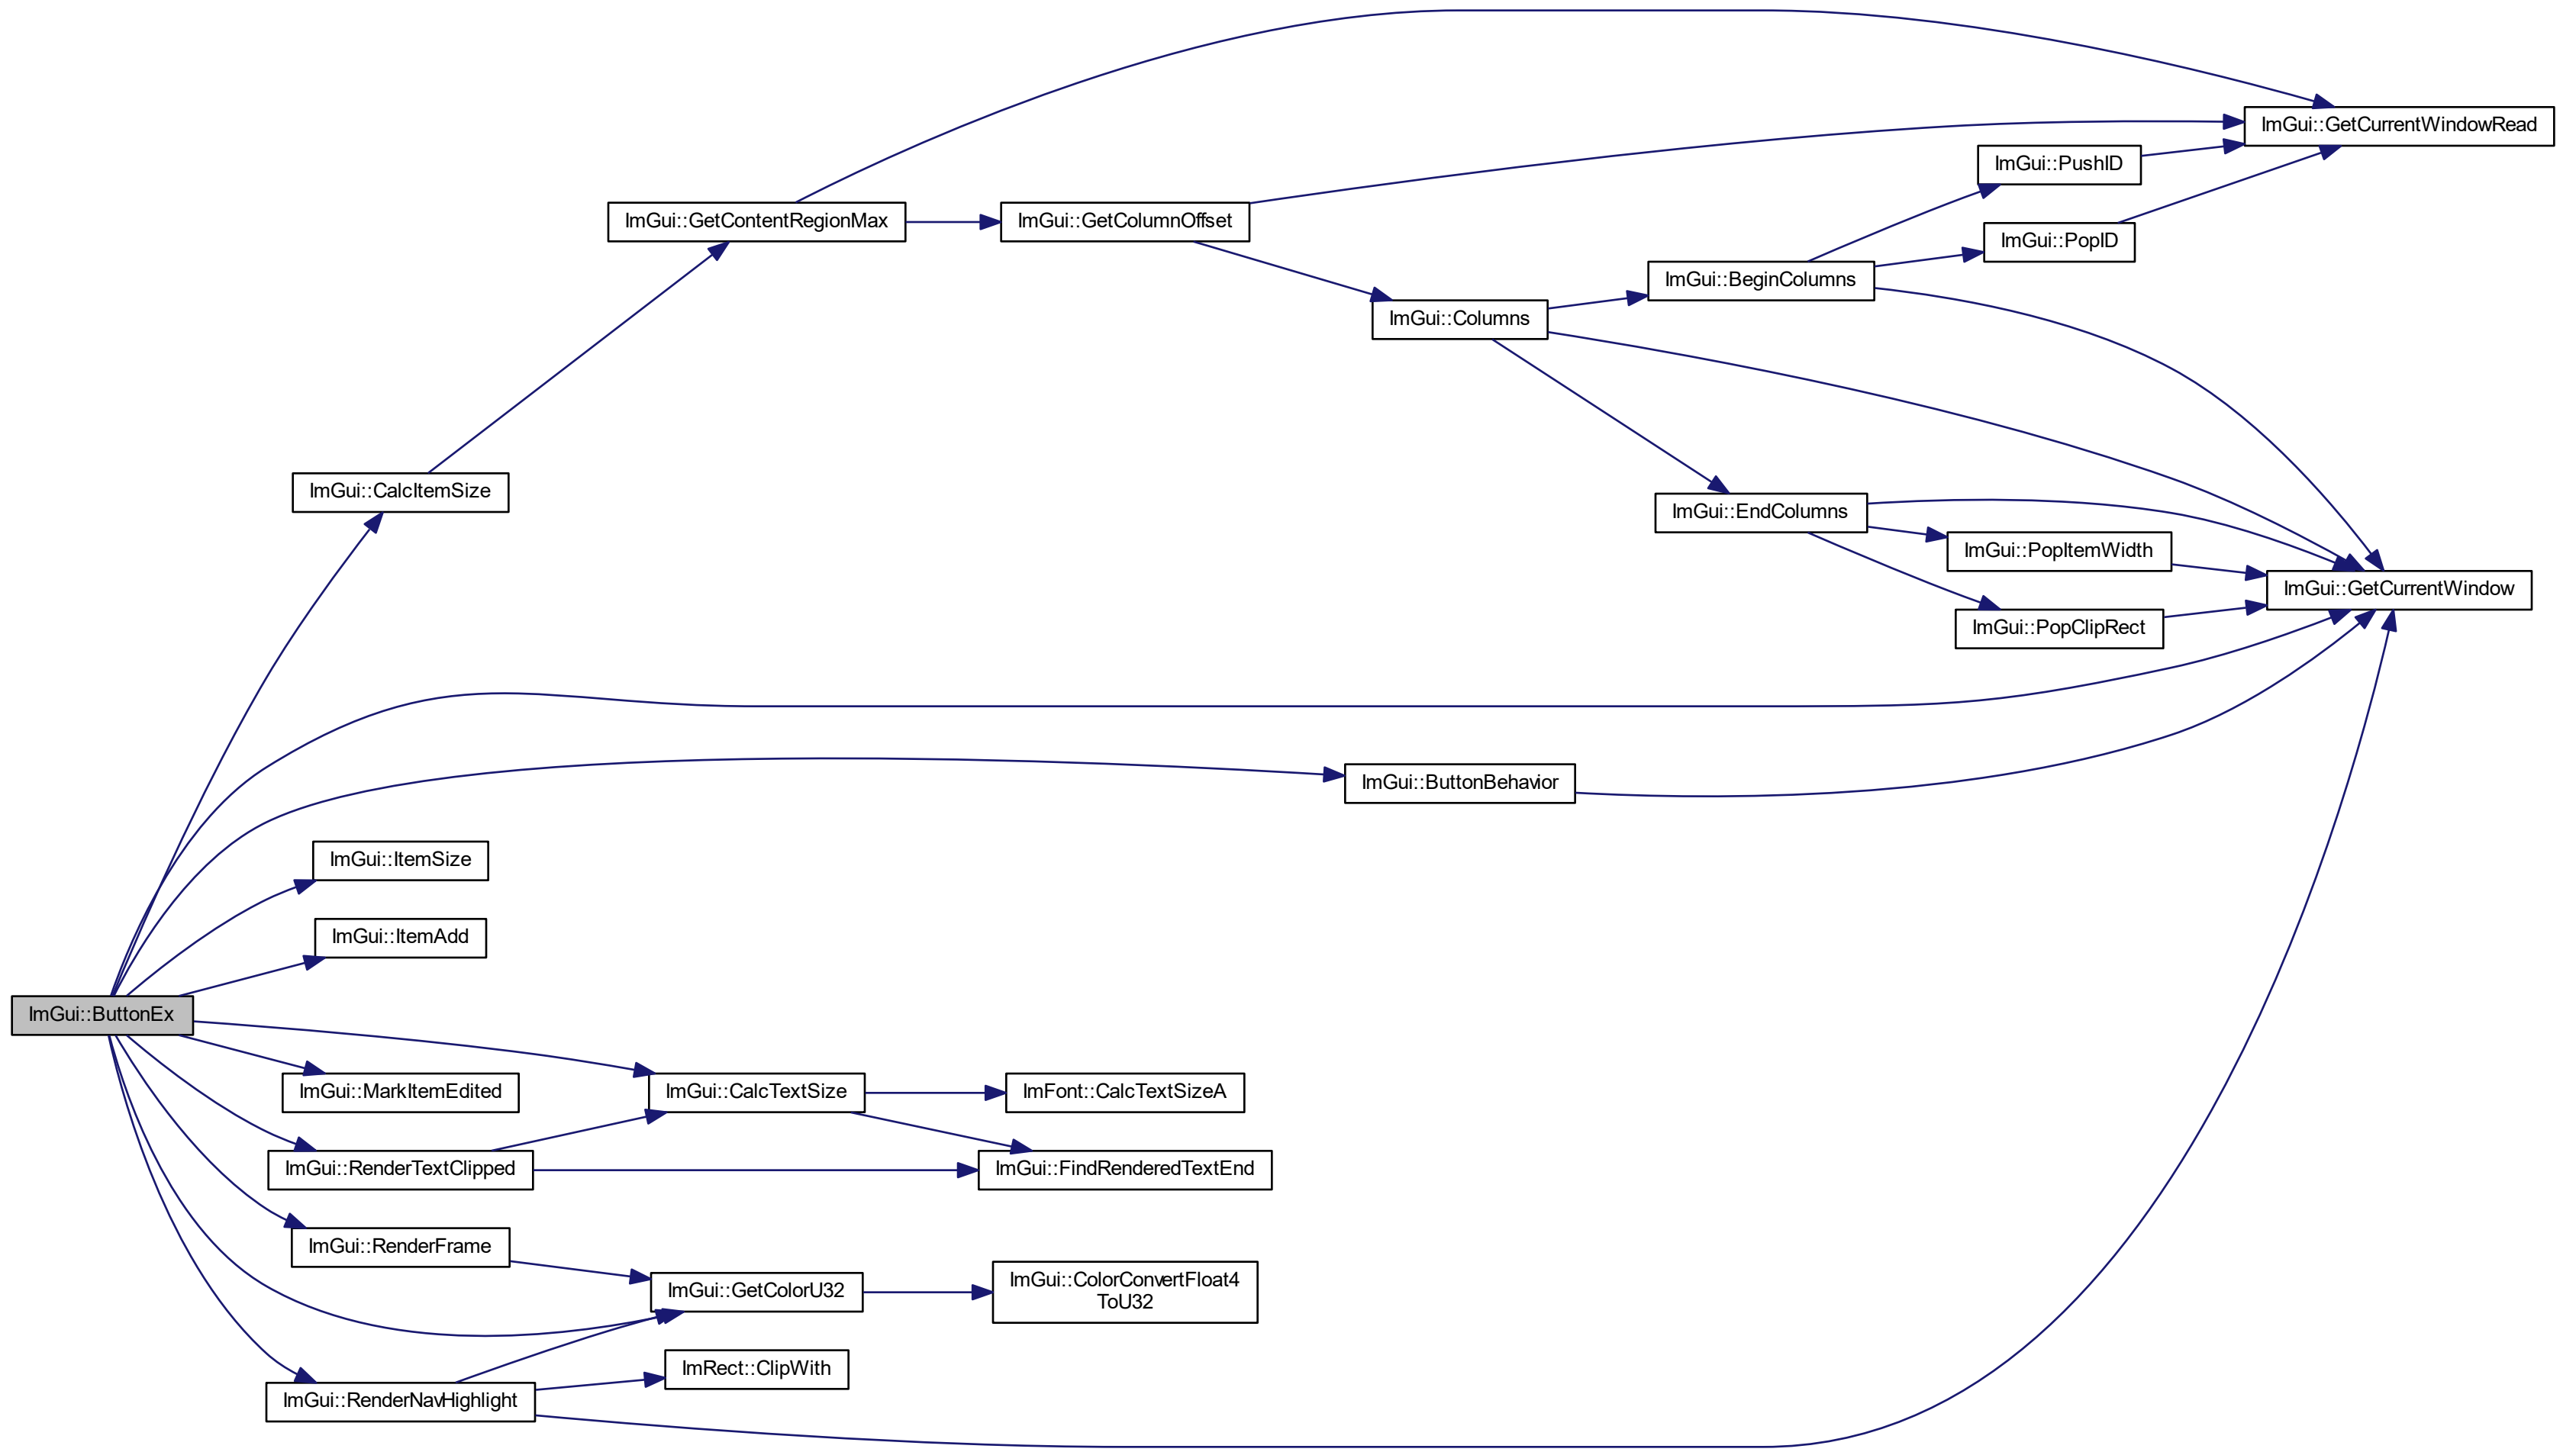 ImGui::GetCurrentWindowRead
ImGui::PushID
ImGui::GetContentRegionMax
ImGui::GetColumnOffset
ImGui::PopID
ImGui::BeginColumns
ImGui::Columns
ImGui::CalcItemSize
ImGui::EndColumns
ImGui::PopItemWidth
ImGui::GetCurrentWindow
ImGui::PopClipRect
ImGui::ButtonBehavior
ImGui::ItemSize
ImGui::ItemAdd
ImGui::ButtonEx
ImGui::MarkItemEdited
ImGui::CalcTextSize
ImFont::CalcTextSizeA
ImGui::RenderTextClipped
ImGui::FindRenderedTextEnd
ImGui::RenderFrame
ImGui::GetColorU32
ImGui::ColorConvertFloat4
ToU32
ImRect::ClipWith
ImGui::RenderNavHighlight